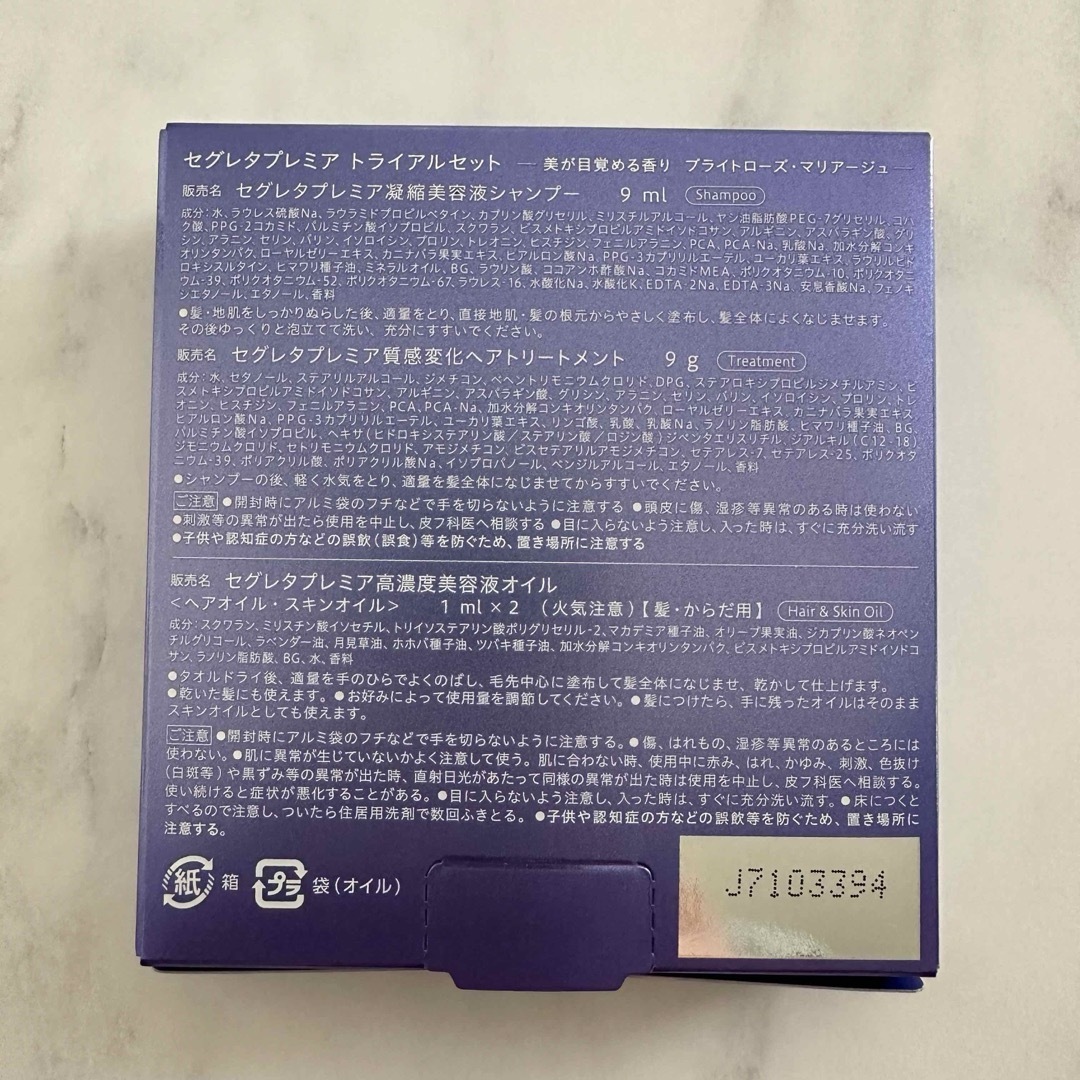 セグレタプレミア トライアルセット ― 美が目覚める香り ブライトローズ・マリアージュ ―
販売名 セグレタプレミア凝縮美容液シャンプー 9 ml Shampoo
成分：水、ラウレス硫酸Na、ラウラミドプロピルベタイン、カプリン酸グリセリル、ミリスチルアルコール、ヤシ油脂肪酸PEG-7グリセリル、コハ
ク酸、PPG-2コカミド、パルミチン酸イソプロピル、スクワラン、ビスメトキシプロピルアミドイソドコサン、アルギニン、アスパラギン酸、グリ
シン、アラニン、セリン、バリン、イソロイシン、プロリン、トレオニン、ヒスチジン、フェニルアラニン、PCA、PCA-Na、乳酸Na、加水分解コンキ
オリンタンパク、ローヤルゼリーエキス、カニナバラ果実エキス、ヒアルロン酸Na、PPG-3カプリリルエーテル、ユーカリ葉エキス、ラウリルヒド
ロキシスルタイン、ヒマワリ種子油、ミネラルオイル、BG、ラウリン酸、ココアンホ酢酸Na、コカミドMEA、ポリクオタニウム-10、ポリクオタニ
ウム-39、ポリクオタニウム-52、ポリクオタニウム-67、ラウレス-16、水酸化Na、水酸化K、EDTA-2Na、EDTA-3Na、安息香酸Na、フェノキ
シエタノール、エタノール、香料
●髪・地肌をしっかりぬらした後、適量をとり、直接地肌・髪の根元からやさしく塗布し、髪全体によくなじませます。
その後ゆっくりと泡立てて洗い、充分にすすいでください。
販売名 セグレタプレミア質感変化ヘアトリートメント 9 g Treatment
成分：水、セタノール、ステアリルアルコール、ジメチコン、ベヘントリモニウムクロリド、DPG、ステアロキシプロピルジメチルアミン、ビ
スメトキシプロピルアミドイソドコサン、アルギニン、アスパラギン酸、グリシン、アラニン、セリン、バリン、イソロイシン、プロリン、トレ
オニン、ヒスチジン、フェニルアラニン、PCA、PCA-Na、加水分解コンキオリンタンパク、ローヤルゼリーエキス、カニナバラ果実エキス、
ヒアルロン酸Na、PPG-3カプリリルエーテル、ユーカリ葉エキス、リンゴ酸、乳酸、乳酸Na、ラノリン脂肪酸、ヒマワリ種子油、BG、
パルミチン酸イソプロピル、ヘキサ（ヒドロキシステアリン酸／ステアリン酸／ロジン酸）ジペンタエリスリチル、ジアルキル（C12-18）
ジモニウムクロリド、セトリモニウムクロリド、アモジメチコン、ビスセテアリルアモジメチコン、セテアレス-7、セテアレス-25、ポリクオタ
ニウム-39、ポリアクリル酸、ポリアクリル酸Na、イソプロパノール、ベンジルアルコール、エタノール、香料
●シャンプーの後、軽く水気をとり、適量を髪全体になじませてからすすいでください。
ご注意 ●開封時にアルミ袋のフチなどで手を切らないように注意する ●頭皮に傷、湿疹等異常のある時は使わない
●刺激等の異常が出たら使用を中止し、皮フ科医へ相談する ●目に入らないよう注意し、入った時は、すぐに充分洗い流す
●子供や認知症の方などの誤飲（誤食）等を防ぐため、置き場所に注意する
販売名 セグレタプレミア高濃度美容液オイル
＜ヘアオイル・スキンオイル＞ 1 ml × 2 （火気注意）【髪・からだ用】 Hair & Skin Oil
成分：スクワラン、ミリスチン酸イソセチル、トリイソステアリン酸ポリグリセリル-2、マカデミア種子油、オリーブ果実油、ジカプリン酸ネオペン
チルグリコール、ラベンダー油、月見草油、ホホバ種子油、ツバキ種子油、加水分解コンキオリンタンパク、ビスメトキシプロピルアミドイソドコ
サン、ラノリン脂肪酸、BG、水、香料
●タオルドライ後、適量を手のひらでよくのばし、毛先中心に塗布して髪全体になじませ、乾かして仕上げます。
●乾いた髪にも使えます。●お好みによって使用量を調節してください。●髪につけたら、手に残ったオイルはそのまま
スキンオイルとしても使えます。
ご注意 ●開封時にアルミ袋のフチなどで手を切らないように注意する。●傷、はれもの、湿疹等異常のあるところには
使わない。●肌に異常が生じていないかよく注意して使う。肌に合わない時、使用中に赤み、はれ、かゆみ、刺激、色抜け
（白斑等）や黒ずみ等の異常が出た時、直射日光があたって同様の異常が出た時は使用を中止し、皮フ科医へ相談する。
使い続けると症状が悪化することがある。●目に入らないよう注意し、入った時は、すぐに充分洗い流す。●床につくと
すべるので注意し、ついたら住居用洗剤で数回ふきとる。●子供や認知症の方などの誤飲等を防ぐため、置き場所に
注意する。
紙 箱 プラ 袋（オイル）
J7103394